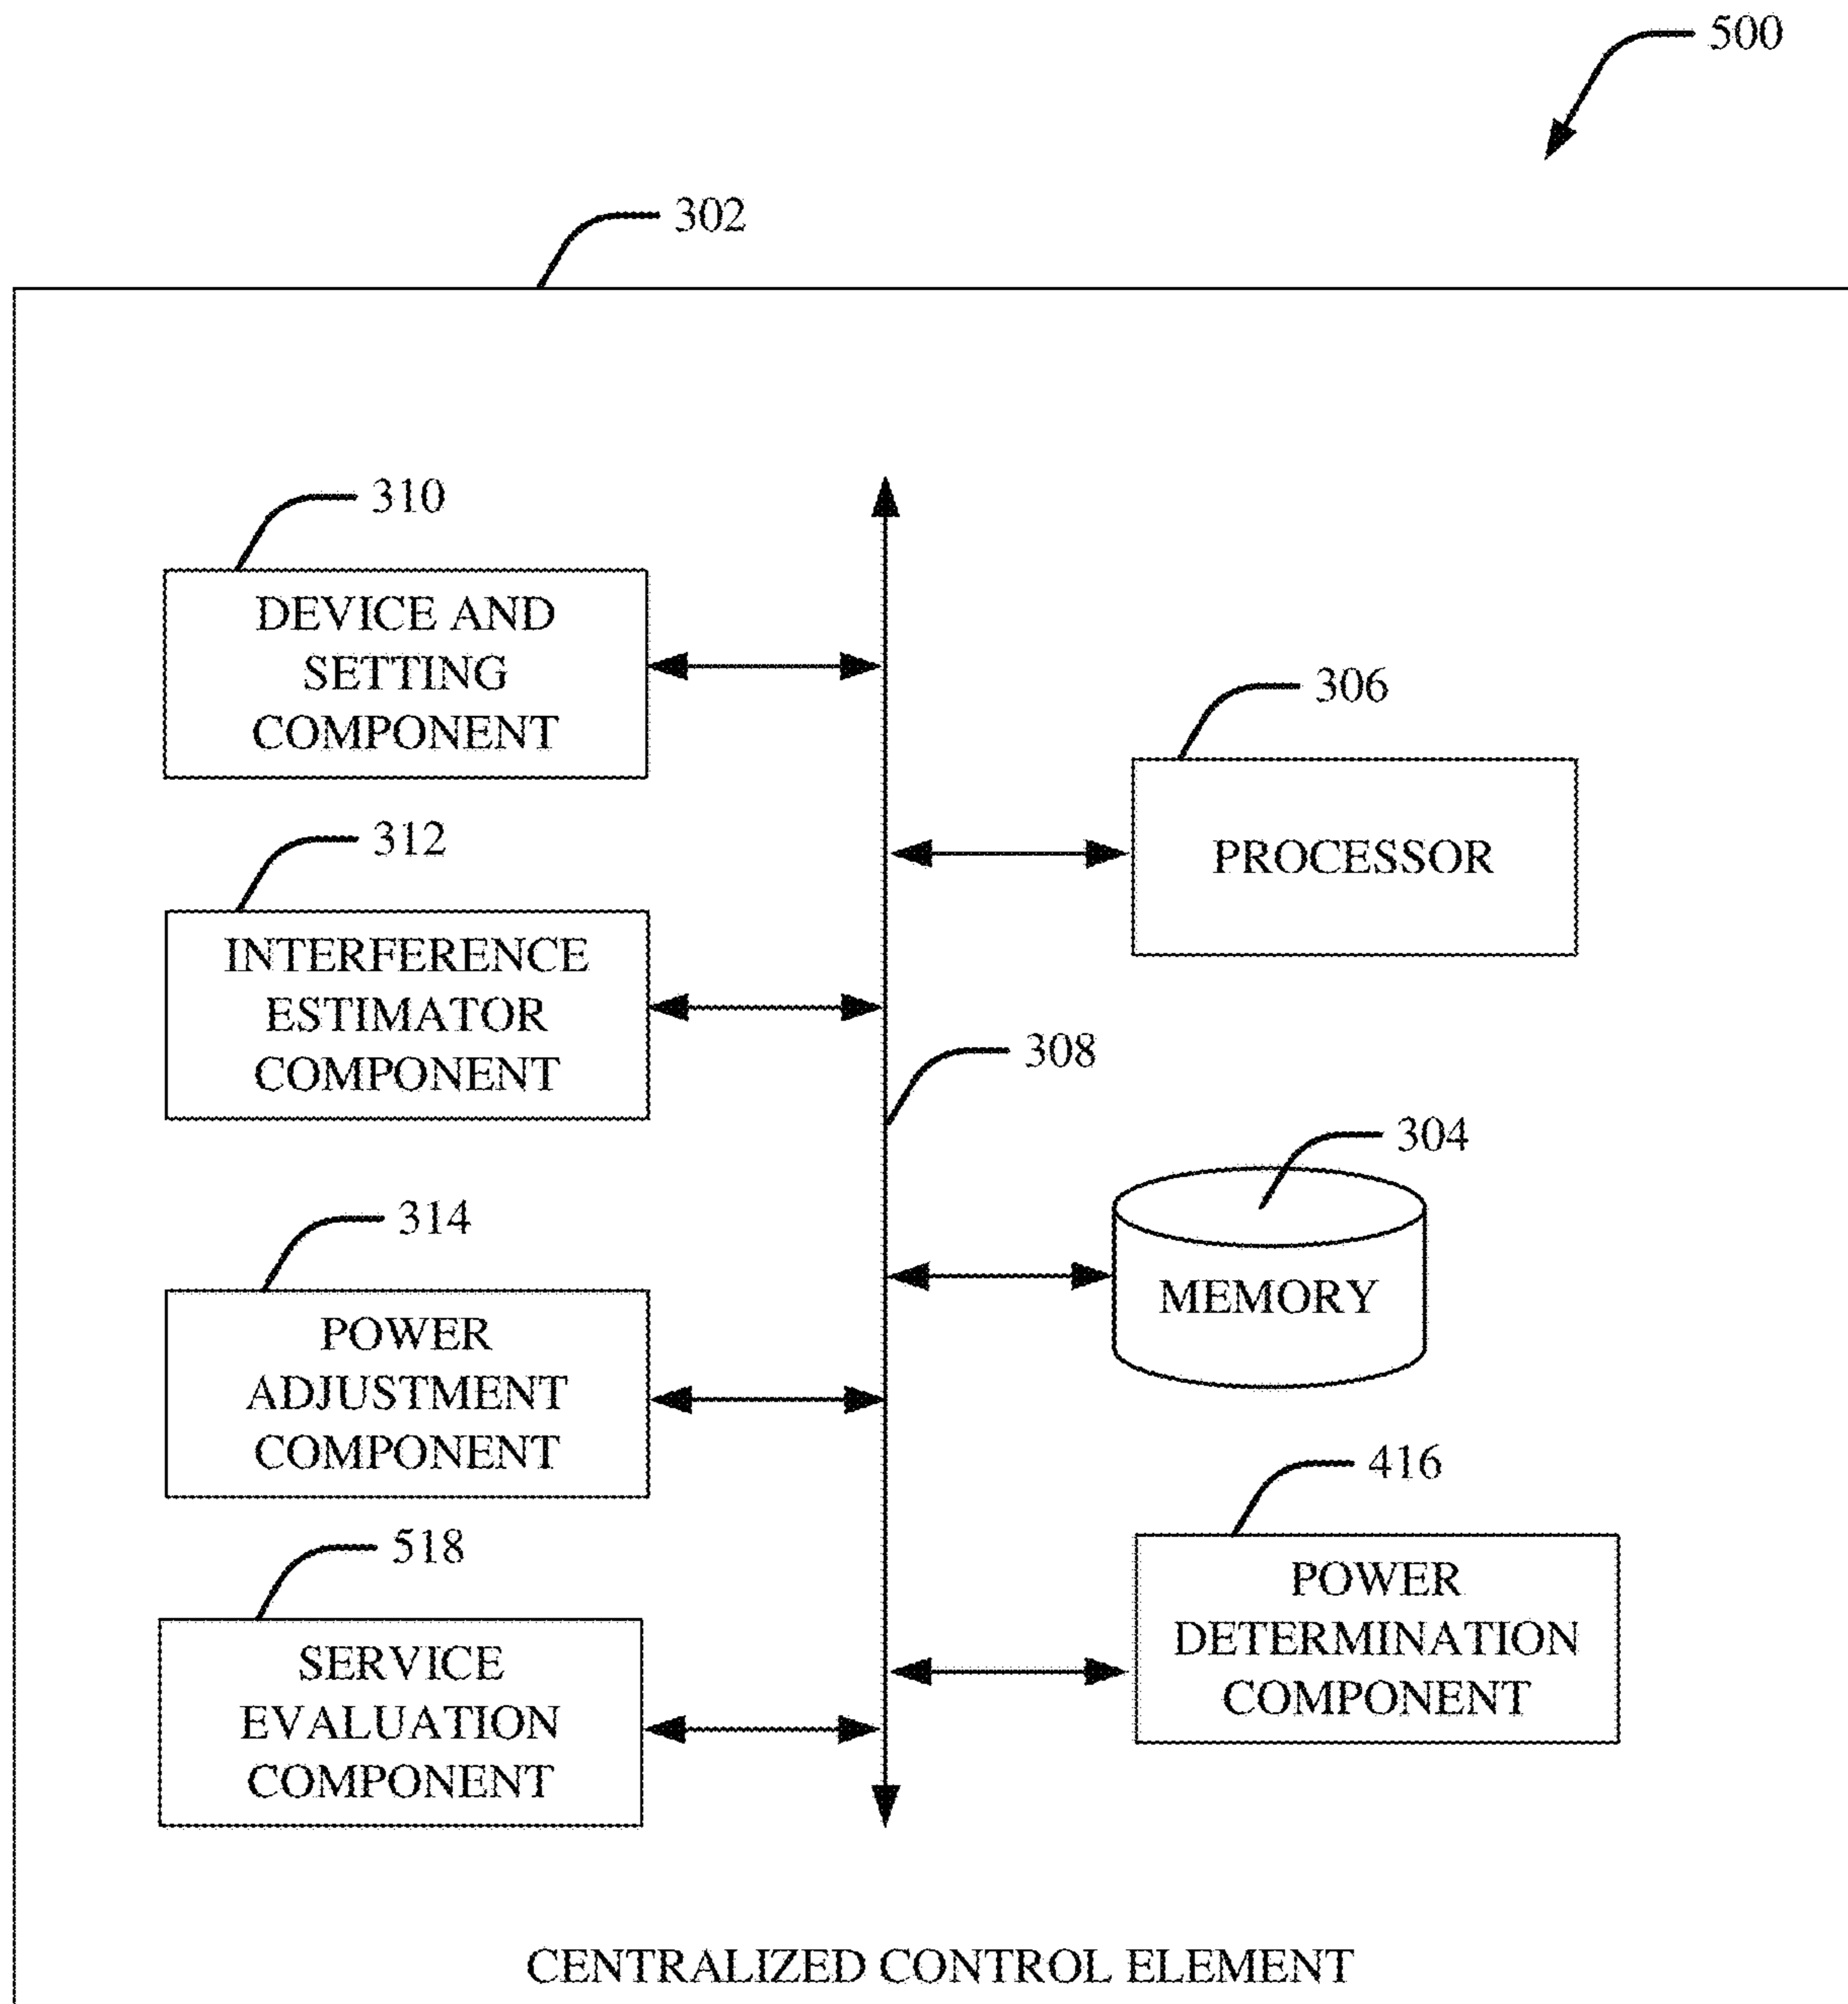 500
302
310
DEVICE AND
SETTING
COMPONENT
306
PROCESSOR
312
INTERFERENCE
ESTIMATOR
COMPONENT
308
304
MEMORY
314
POWER
ADJUSTMENT
COMPONENT
416
POWER
DETERMINATION
COMPONENT
518
SERVICE
EVALUATION
COMPONENT
CENTRALIZED CONTROL ELEMENT